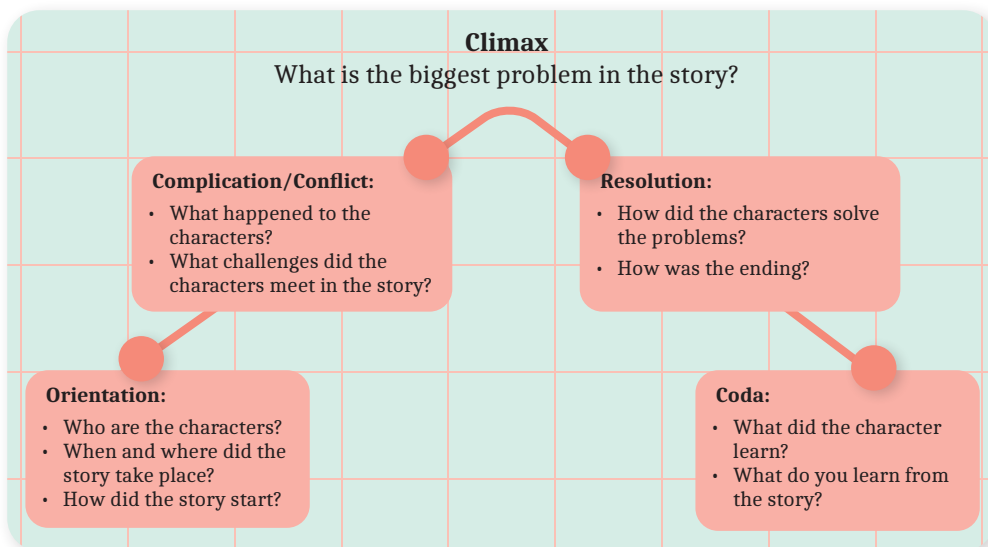 Climax
What is the biggest problem in the story?
Complication/Conflict:
• What happened to the
characters?
• What challenges did the
characters meet in the story?
Resolution:
• How did the characters solve
the problems?
• How was the ending?
Orientation:
• Who are the characters?
• When and where did the
story take place?
• How did the story start?
Coda:
• What did the character
learn?
• What do you learn from
the story?